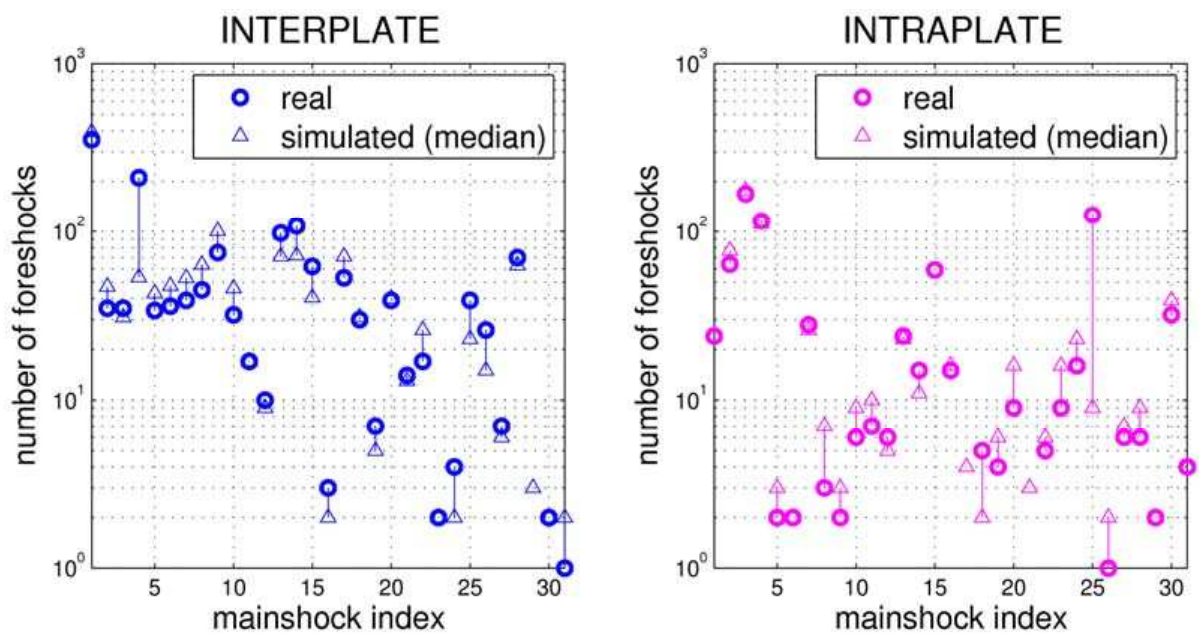 INTERPLATE
10³
real
simulated (median)
10²
10¹
10⁰
number of foreshocks
5 10 15 20 25 30
mainshock index
INTRAPLATE
10³
real
simulated (median)
10²
10¹
10⁰
number of foreshocks
5 10 15 20 25 30
mainshock index